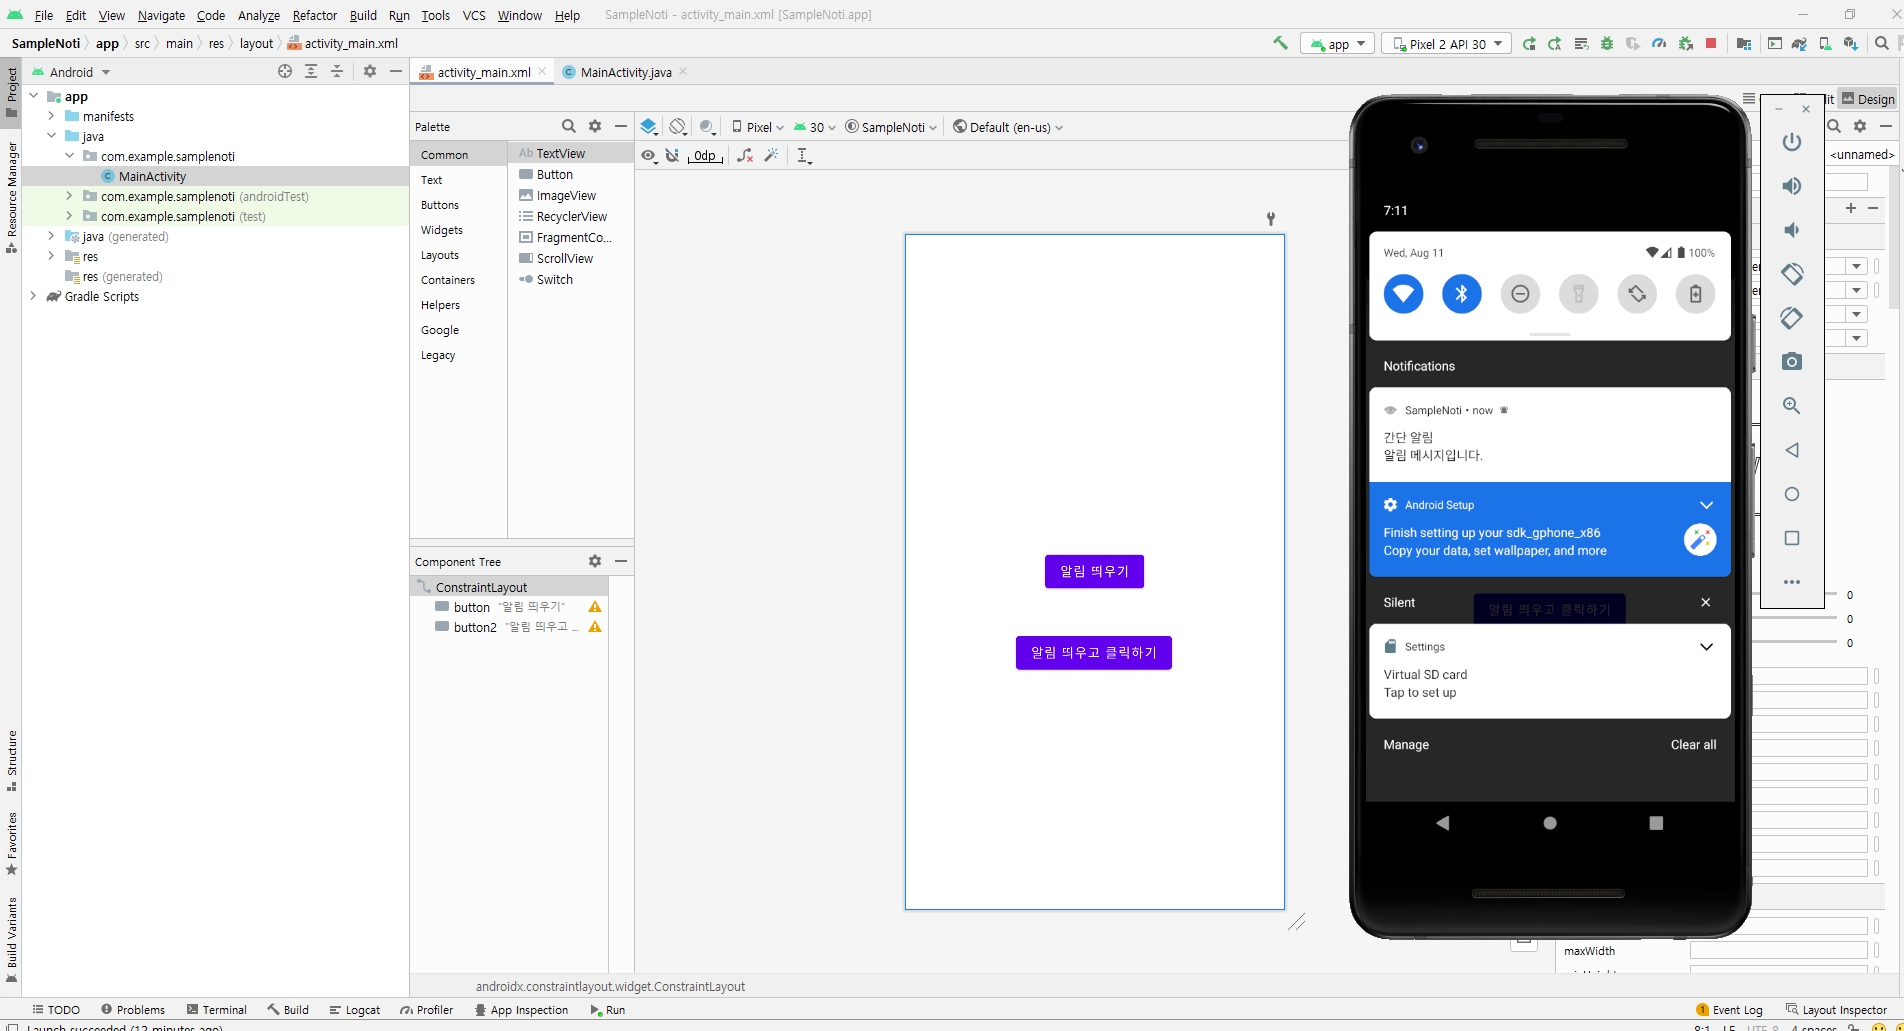 File Edit View Navigate Code Analyze Refactor Build Run Tools VCS Window Help SampleNoti - activity_main.xml [SampleNoti.app]
SampleNoti app src main res layout activity_main.xml
app Pixel 2 API 30
Project
Resource Manager
Structure
Favorites
Build Variants
Android
app
manifests
java
com.example.samplenoti
MainActivity
com.example.samplenoti (androidTest)
com.example.samplenoti (test)
java (generated)
res
res (generated)
Gradle Scripts
activity_main.xml MainActivity.java
Design
Palette
Common
Text
Buttons
Widgets
Layouts
Containers
Helpers
Google
Legacy
Ab TextView
Button
ImageView
RecyclerView
FragmentCo...
ScrollView
Switch
Pixel 30 SampleNoti Default (en-us)
0dp
<unnamed>
Component Tree
ConstraintLayout
button "알림 띄우기"
button2 "알림 띄우고 ...
알림 띄우기
알림 띄우고 클릭하기
7:11
Wed, Aug 11 100%
Notifications
SampleNoti • now
간단 알림
알림 메시지입니다.
Android Setup
Finish setting up your sdk_gphone_x86
Copy your data, set wallpaper, and more
Silent
알림 띄우고 클릭하기
Settings
Virtual SD card
Tap to set up
Manage Clear all
0
0
0
maxWidth
androidx.constraintlayout.widget.ConstraintLayout
TODO Problems Terminal Build Logcat Profiler App Inspection Run
1 Event Log Layout Inspector
Launch succeeded (12 minutes ago)
8:1 LF UTF-8 4 spaces